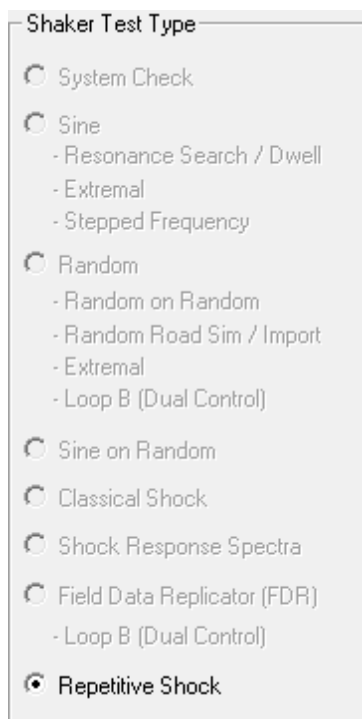 Shaker Test Type
System Check
Sine
- Resonance Search / Dwell
- Extremal
- Stepped Frequency
Random
- Random on Random
- Random Road Sim / Import
- Extremal
- Loop B (Dual Control)
Sine on Random
Classical Shock
Shock Response Spectra
Field Data Replicator (FDR)
- Loop B (Dual Control)
Repetitive Shock